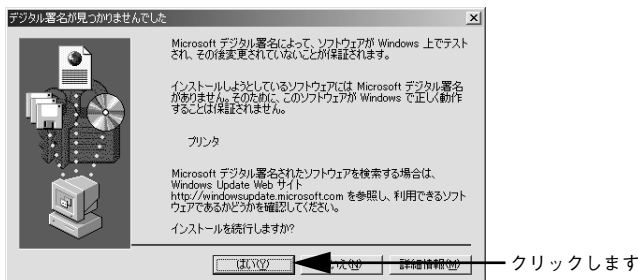 デジタル署名が見つかりませんでした
Microsoft デジタル署名によって、ソフトウェアが Windows 上でテスト
され、その後変更されていないことが保証されます。
インストールしようとしているソフトウェアには Microsoft デジタル署名
がありません。そのために、このソフトウェアが Windows で正しく動作
することは保証されません。
プリンタ
Microsoft デジタル署名されたソフトウェアを検索する場合は、
Windows Update Web サイト
http://windowsupdate.microsoft.com を参照し、利用できるソフト
ウェアであるかどうかを確認してください。
インストールを続行しますか?
はい(Y) いえ(N) 詳細情報(M) クリックします